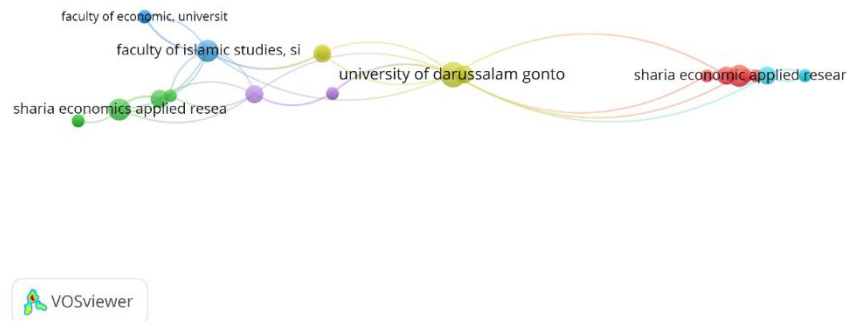 faculty of economic, universit
faculty of islamic studies, si
university of darussalam gonto
sharia economic applied resear
sharia economics applied resea
VOSviewer